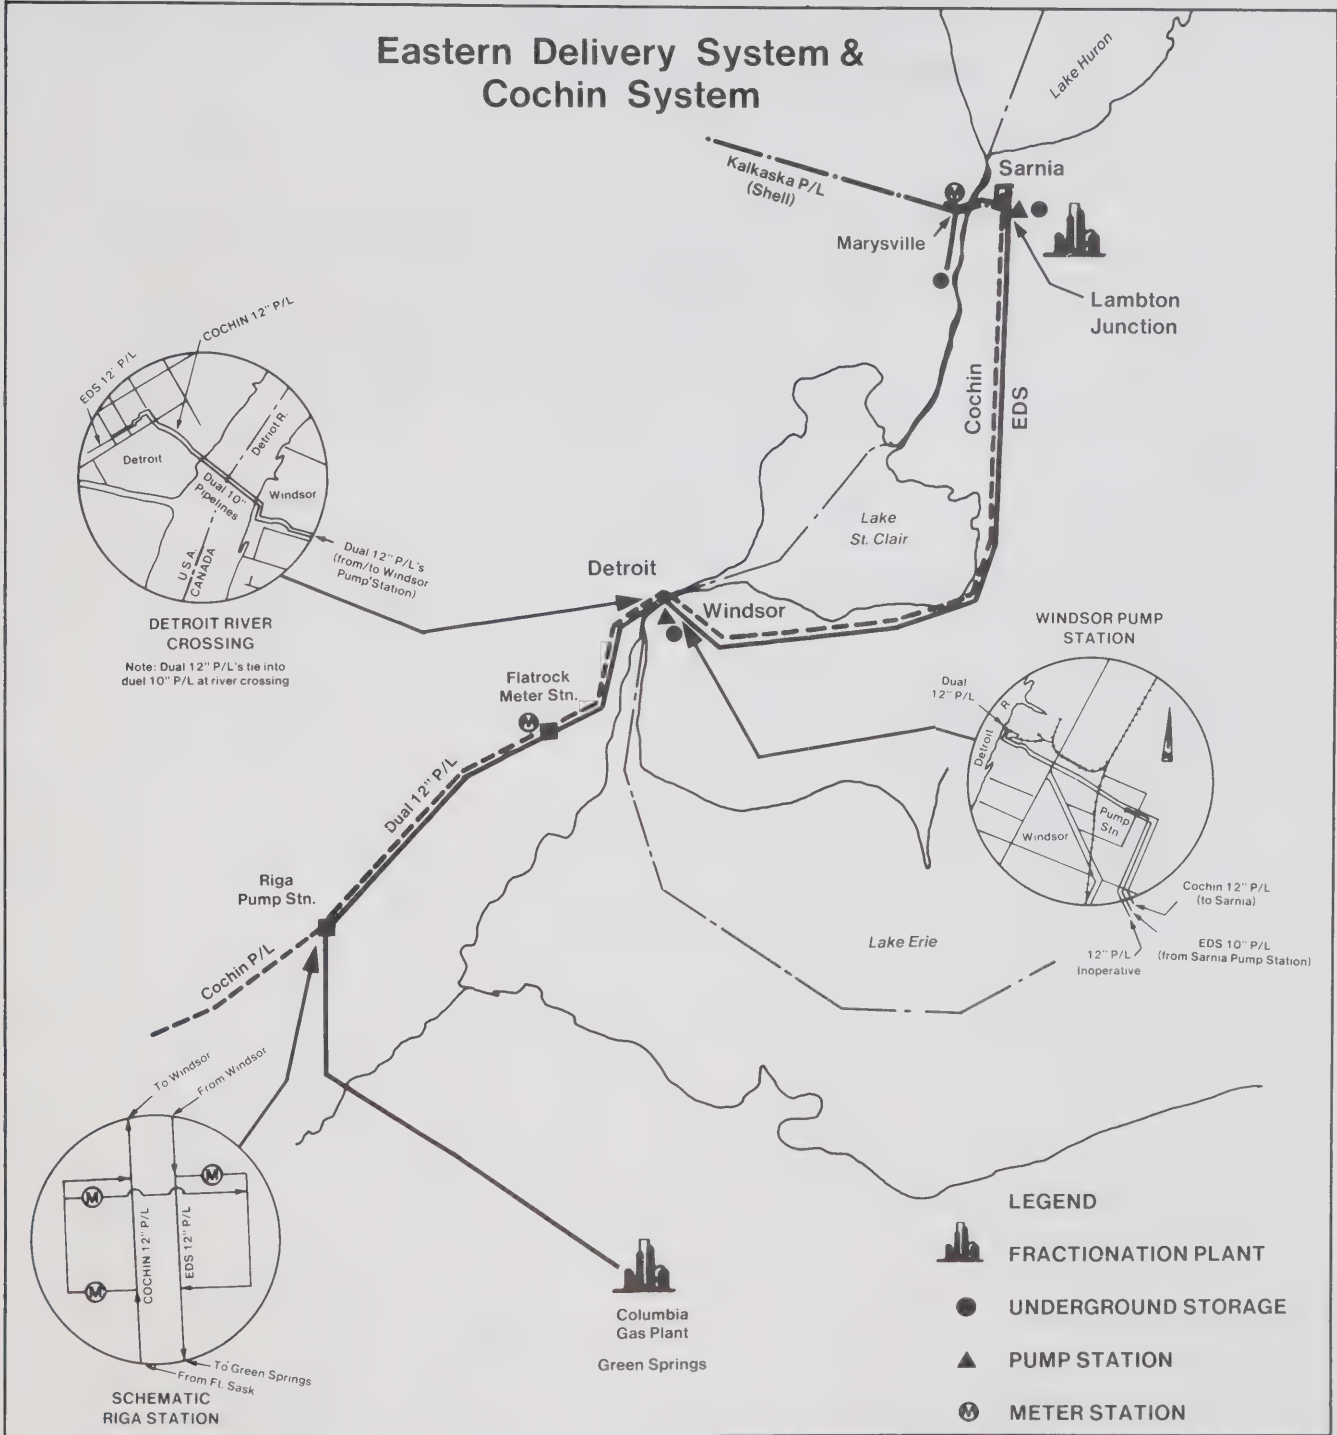 Eastern Delivery System &
Cochin System
Lake Huron
Kalkaska P/L
(Shell)
M
Sarnia
Marysville
Lambton
Junction
Cochin
EDS
COCHIN 12" P/L
EDS 12" P/L
Detroit
Detriot R.
Dual 10"
Pipelines
Windsor
U.S.A.
CANADA
Dual 12" P/L's
(from/to Windsor
Pump Station)
DETROIT RIVER
CROSSING
Note: Dual 12" P/L's tie into
duel 10" P/L at river crossing
Lake
St. Clair
Detroit
Windsor
Flatrock
Meter Stn.
M
Dual 12" P/L
WINDSOR PUMP
STATION
Dual
12" P/L
Detroit R
Pump
Stn
Windsor
Cochin 12" P/L
(to Sarnia)
EDS 10" P/L
(from Sarnia Pump Station)
12" P/L
Inoperative
Riga
Pump Stn.
Cochin P/L
Lake Erie
To Windsor
From Windsor
M
M
M
COCHIN 12" P/L
EDS 12" P/L
To Green Springs
From Ft. Sask
SCHEMATIC
RIGA STATION
Columbia
Gas Plant
Green Springs
LEGEND
FRACTIONATION PLANT
UNDERGROUND STORAGE
PUMP STATION
M METER STATION